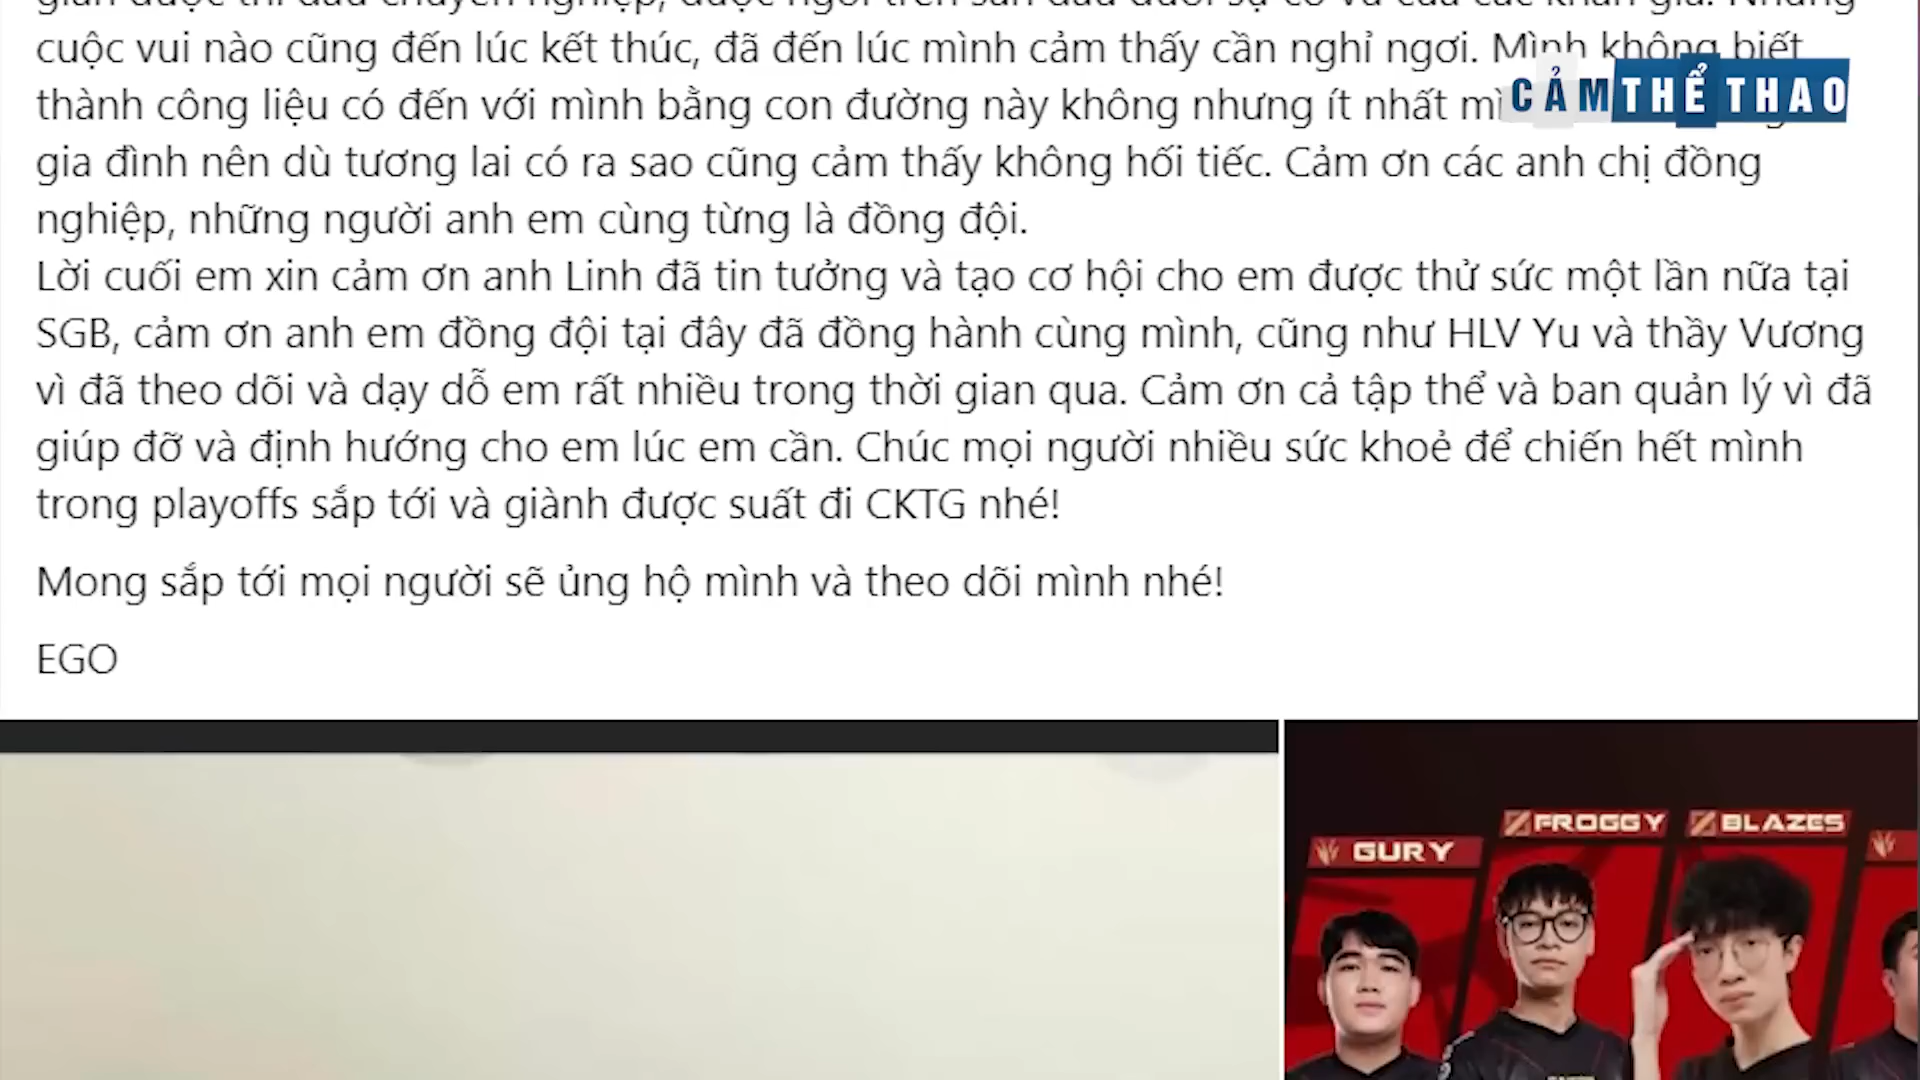 cuộc vui nào cũng đến lúc kết thúc, đã đến lúc mình cảm thấy cần nghỉ ngơi. Mình không biết
thành công liệu có đến với mình bằng con đường này không nhưng ít nhất
CẢM THỂ THAO
gia đình nên dù tương lai có ra sao cũng cảm thấy không hối tiếc. Cảm ơn các anh chị đồng
nghiệp, những người anh em cùng từng là đồng đội.
Lời cuối em xin cảm ơn anh Linh đã tin tưởng và tạo cơ hội cho em được thử sức một lần nữa tại
SGB, cảm ơn anh em đồng đội tại đây đã đồng hành cùng mình, cũng như HLV Yu và thầy Vương
vì đã theo dõi và dạy dỗ em rất nhiều trong thời gian qua. Cảm ơn cả tập thể và ban quản lý vì đã
giúp đỡ và định hướng cho em lúc em cần. Chúc mọi người nhiều sức khoẻ để chiến hết mình
trong playoffs sắp tới và giành được suất đi CKTG nhé!
Mong sắp tới mọi người sẽ ủng hộ mình và theo dõi mình nhé!
EGO
GURY
FROGGY
BLAZES